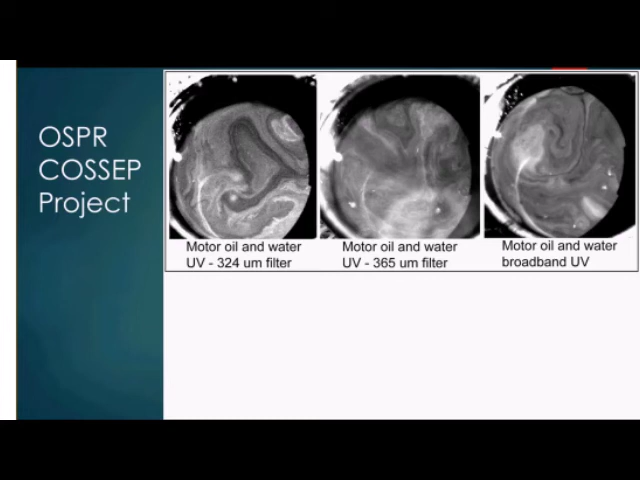 OSPR
COSSEP
Project
Motor oil and water
UV - 324 um filter
Motor oil and water
UV - 365 um filter
Motor oil and water
broadband UV